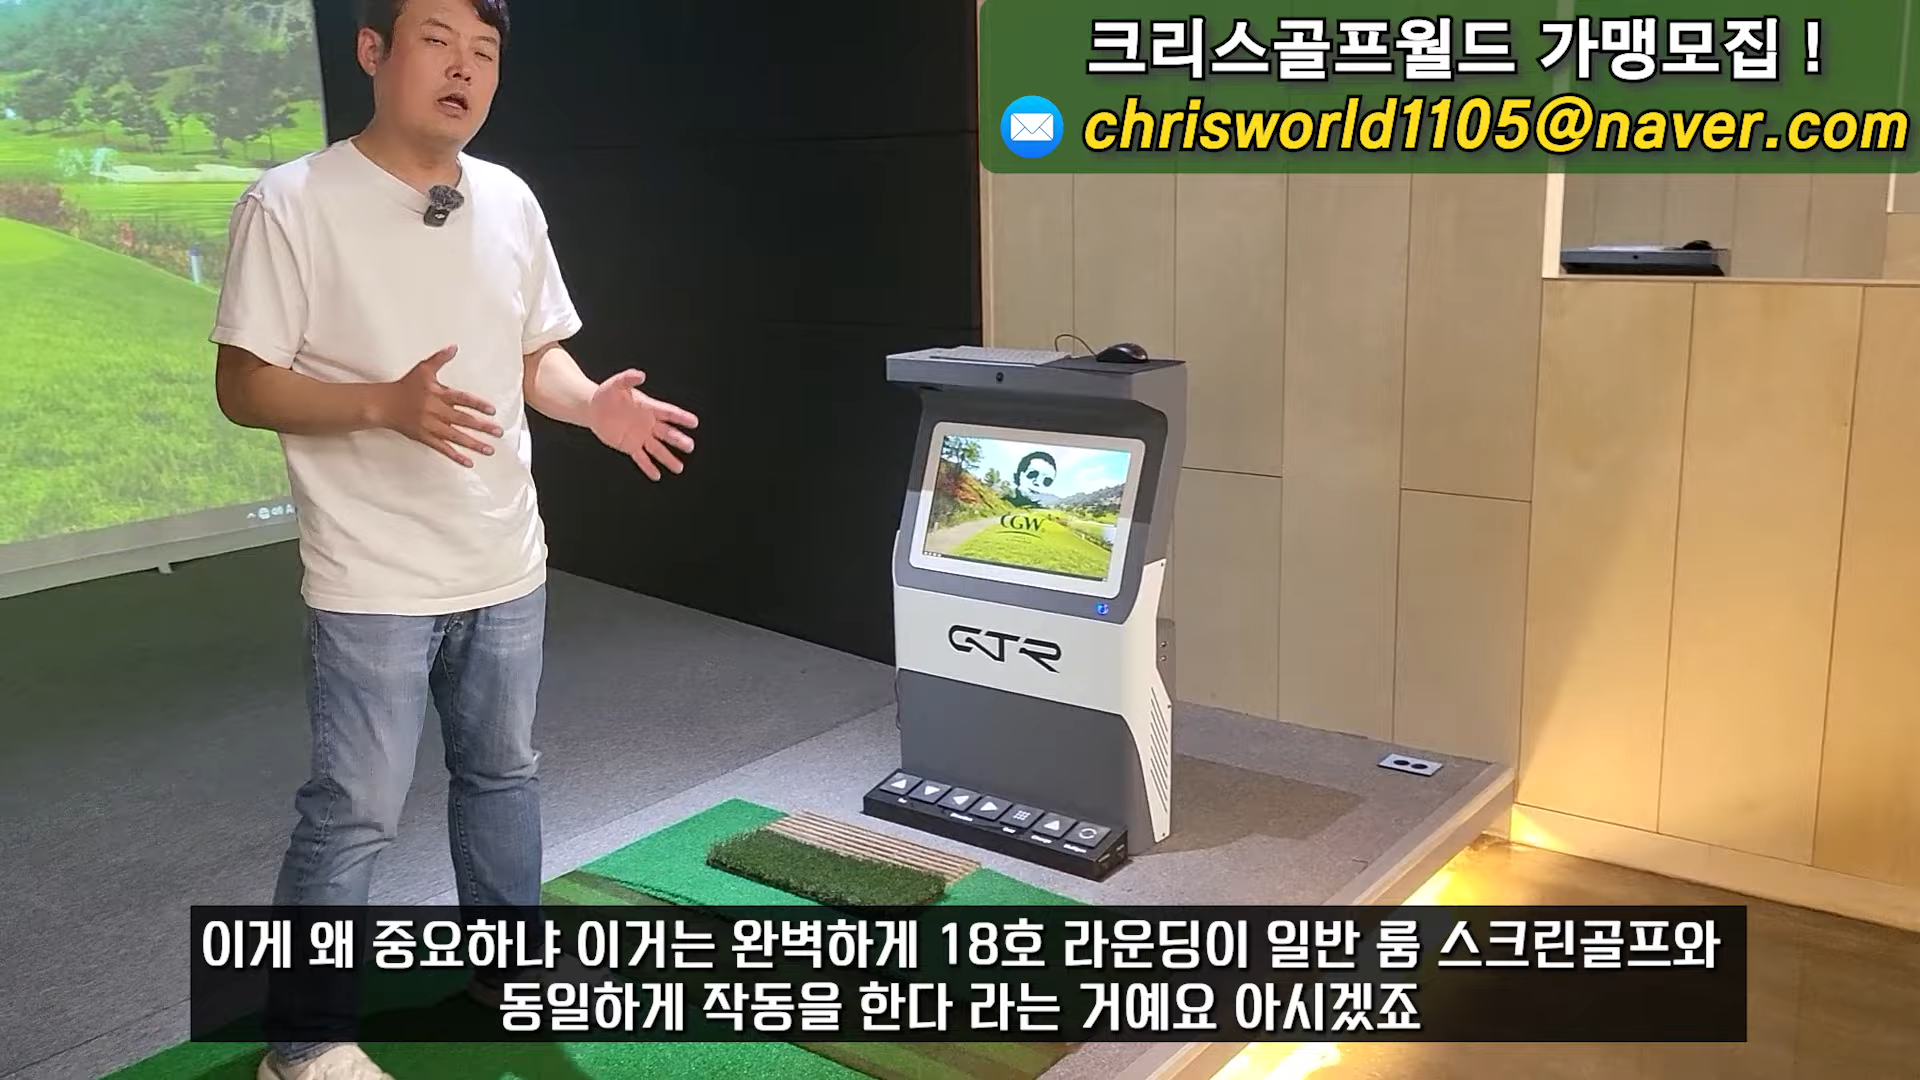 크리스골프월드 가맹모집 !
chrisworld1105@naver.com
CGW
GTR
이게 왜 중요하냐 이거는 완벽하게 18호 라운딩이 일반 룸 스크린골프와
동일하게 작동을 한다 라는 거예요 아시겠죠